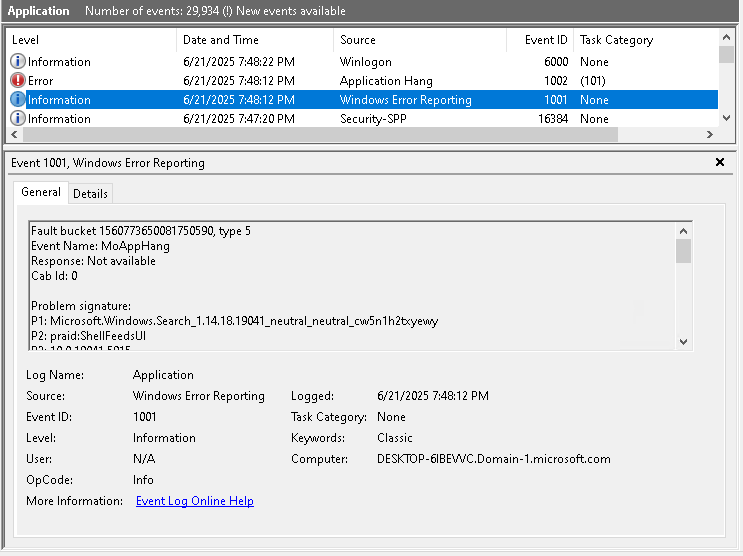 Application Number of events: 29,934 (!) New events available
Level Date and Time Source Event ID Task Category
Information 6/21/2025 7:48:22 PM Winlogon 6000 None
Error 6/21/2025 7:48:12 PM Application Hang 1002 (101)
Information 6/21/2025 7:48:12 PM Windows Error Reporting 1001 None
Information 6/21/2025 7:47:20 PM Security-SPP 16384 None
Event 1001, Windows Error Reporting
General Details
Fault bucket 1560773650081750590, type 5
Event Name: MoAppHang
Response: Not available
Cab Id: 0
Problem signature:
P1: Microsoft.Windows.Search_1.14.18.19041_neutral_neutral_cw5n1h2txyewy
P2: praid:ShellFeedsUI
Log Name: Application
Source: Windows Error Reporting Logged: 6/21/2025 7:48:12 PM
Event ID: 1001 Task Category: None
Level: Information Keywords: Classic
User: N/A Computer: DESKTOP-6IBEVVC.Domain-1.microsoft.com
OpCode: Info
More Information: Event Log Online Help